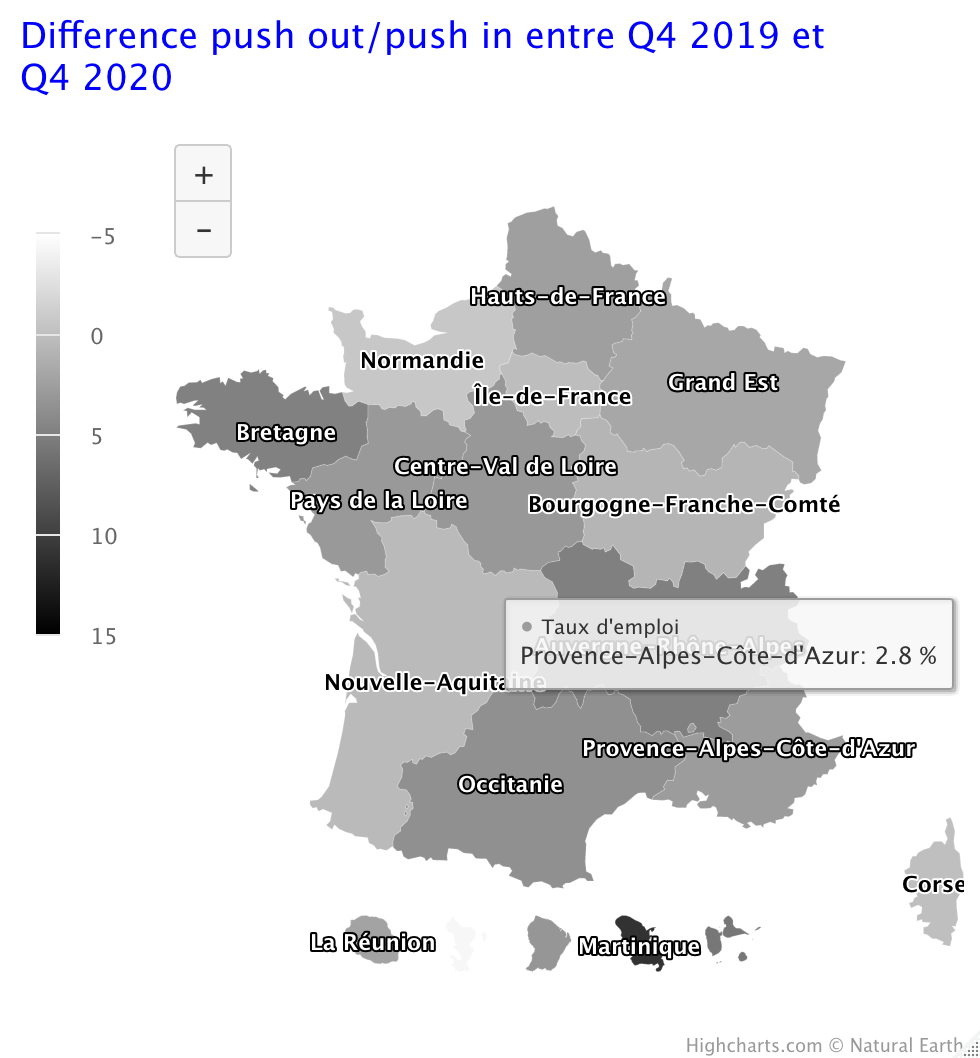 Difference push out/push in entre Q4 2019 et
Q4 2020
+
−
-5
0
5
10
15
Hauts-de-France
Normandie
Grand Est
Île-de-France
Bretagne
Centre-Val de Loire
Pays de la Loire
Bourgogne-Franche-Comté
● Taux d'emploi
Auvergne-Rhône-Alpes
Provence-Alpes-Côte-d'Azur: 2.8 %
Nouvelle-Aquitaine
Provence-Alpes-Côte-d'Azur
Occitanie
Corse
La Réunion
Martinique
Highcharts.com © Natural Earth